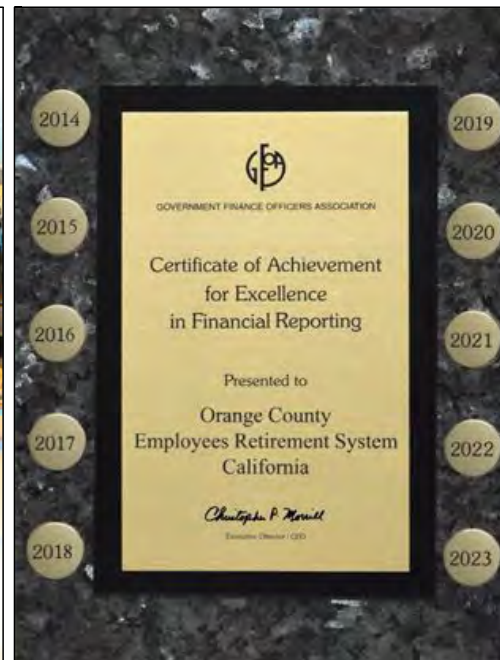 2014
2015
2016
2017
2018
GFOA
GOVERNMENT FINANCE OFFICERS ASSOCIATION
Certificate of Achievement
for Excellence
in Financial Reporting
Presented to
Orange County
Employees Retirement System
California
Christopher P. Morrill
Executive Director / CEO
2019
2020
2021
2022
2023